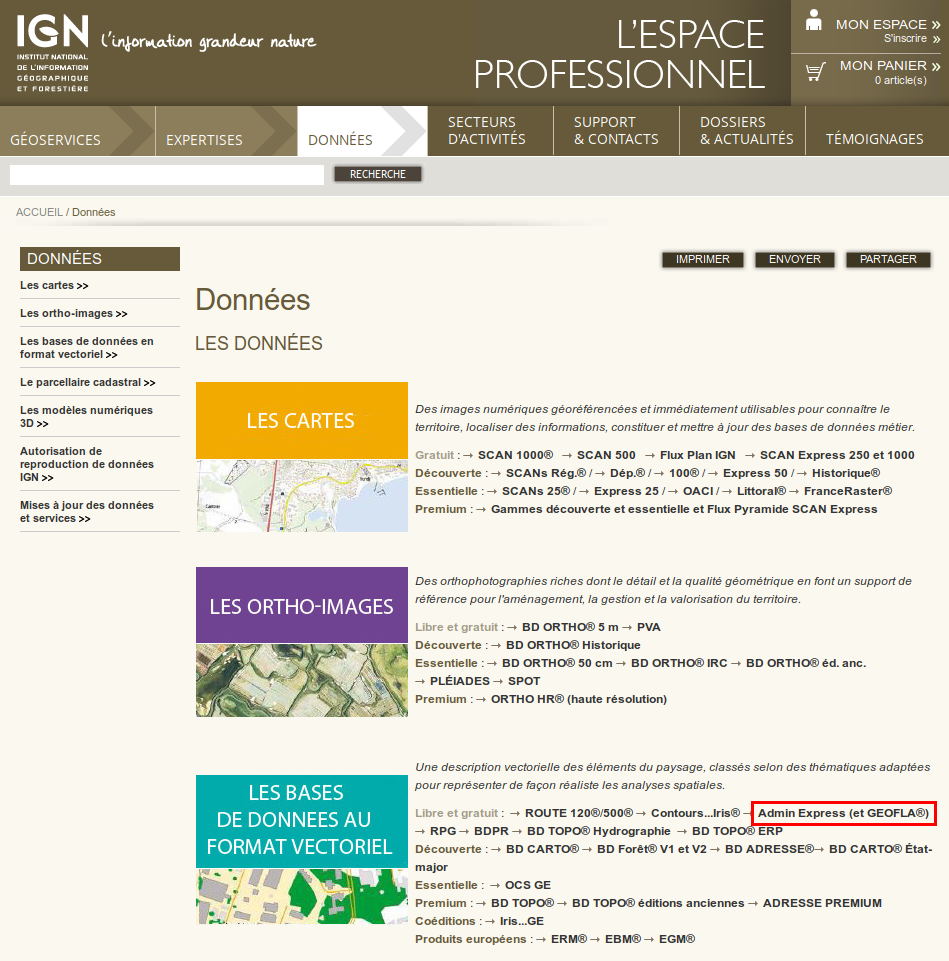 IGN
INSTITUT NATIONAL
DE L'INFORMATION
GÉOGRAPHIQUE
ET FORESTIÈRE
l'information grandeur nature
L'ESPACE
PROFESSIONNEL
MON ESPACE »
S'inscrire »
MON PANIER »
0 article(s)
GÉOSERVICES
EXPERTISES
DONNÉES
SECTEURS
D'ACTIVITÉS
SUPPORT
& CONTACTS
DOSSIERS
& ACTUALITÉS
TÉMOIGNAGES
RECHERCHE
ACCUEIL / Données
DONNÉES
Les cartes >>
Les ortho-images >>
Les bases de données en
format vectoriel >>
Le parcellaire cadastral >>
Les modèles numériques
3D >>
Autorisation de
reproduction de données
IGN >>
Mises à jour des données
et services >>
IMPRIMER
ENVOYER
PARTAGER
Données
LES DONNÉES
LES CARTES
Des images numériques géoréférencées et immédiatement utilisables pour connaître le
territoire, localiser des informations, constituer et mettre à jour des bases de données métier.
Gratuit : → SCAN 1000® → SCAN 500 → Flux Plan IGN → SCAN Express 250 et 1000
Découverte : → SCANs Rég.® / → Dép.® / → 100® / → Express 50 / → Historique®
Essentielle : → SCANs 25® / → Express 25 / → OACI / → Littoral® → FranceRaster®
Premium : → Gammes découverte et essentielle et Flux Pyramide SCAN Express
LES ORTHO-IMAGES
Des orthophotographies riches dont le détail et la qualité géométrique en font un support de
référence pour l'aménagement, la gestion et la valorisation du territoire.
Libre et gratuit : → BD ORTHO® 5 m → PVA
Découverte : → BD ORTHO® Historique
Essentielle : → BD ORTHO® 50 cm → BD ORTHO® IRC → BD ORTHO® éd. anc.
→ PLÉIADES → SPOT
Premium : → ORTHO HR® (haute résolution)
LES BASES
DE DONNEES AU
FORMAT VECTORIEL
Une description vectorielle des éléments du paysage, classés selon des thématiques adaptées
pour représenter de façon réaliste les analyses spatiales.
Libre et gratuit : → ROUTE 120®/500® → Contours...Iris® → Admin Express (et GEOFLA®)
→ RPG → BDPR → BD TOPO® Hydrographie → BD TOPO® ERP
Découverte : → BD CARTO® → BD Forêt® V1 et V2 → BD ADRESSE®→ BD CARTO® État-
major
Essentielle : → OCS GE
Premium : → BD TOPO® → BD TOPO® éditions anciennes → ADRESSE PREMIUM
Coéditions : → Iris...GE
Produits européens : → ERM® → EBM® → EGM®